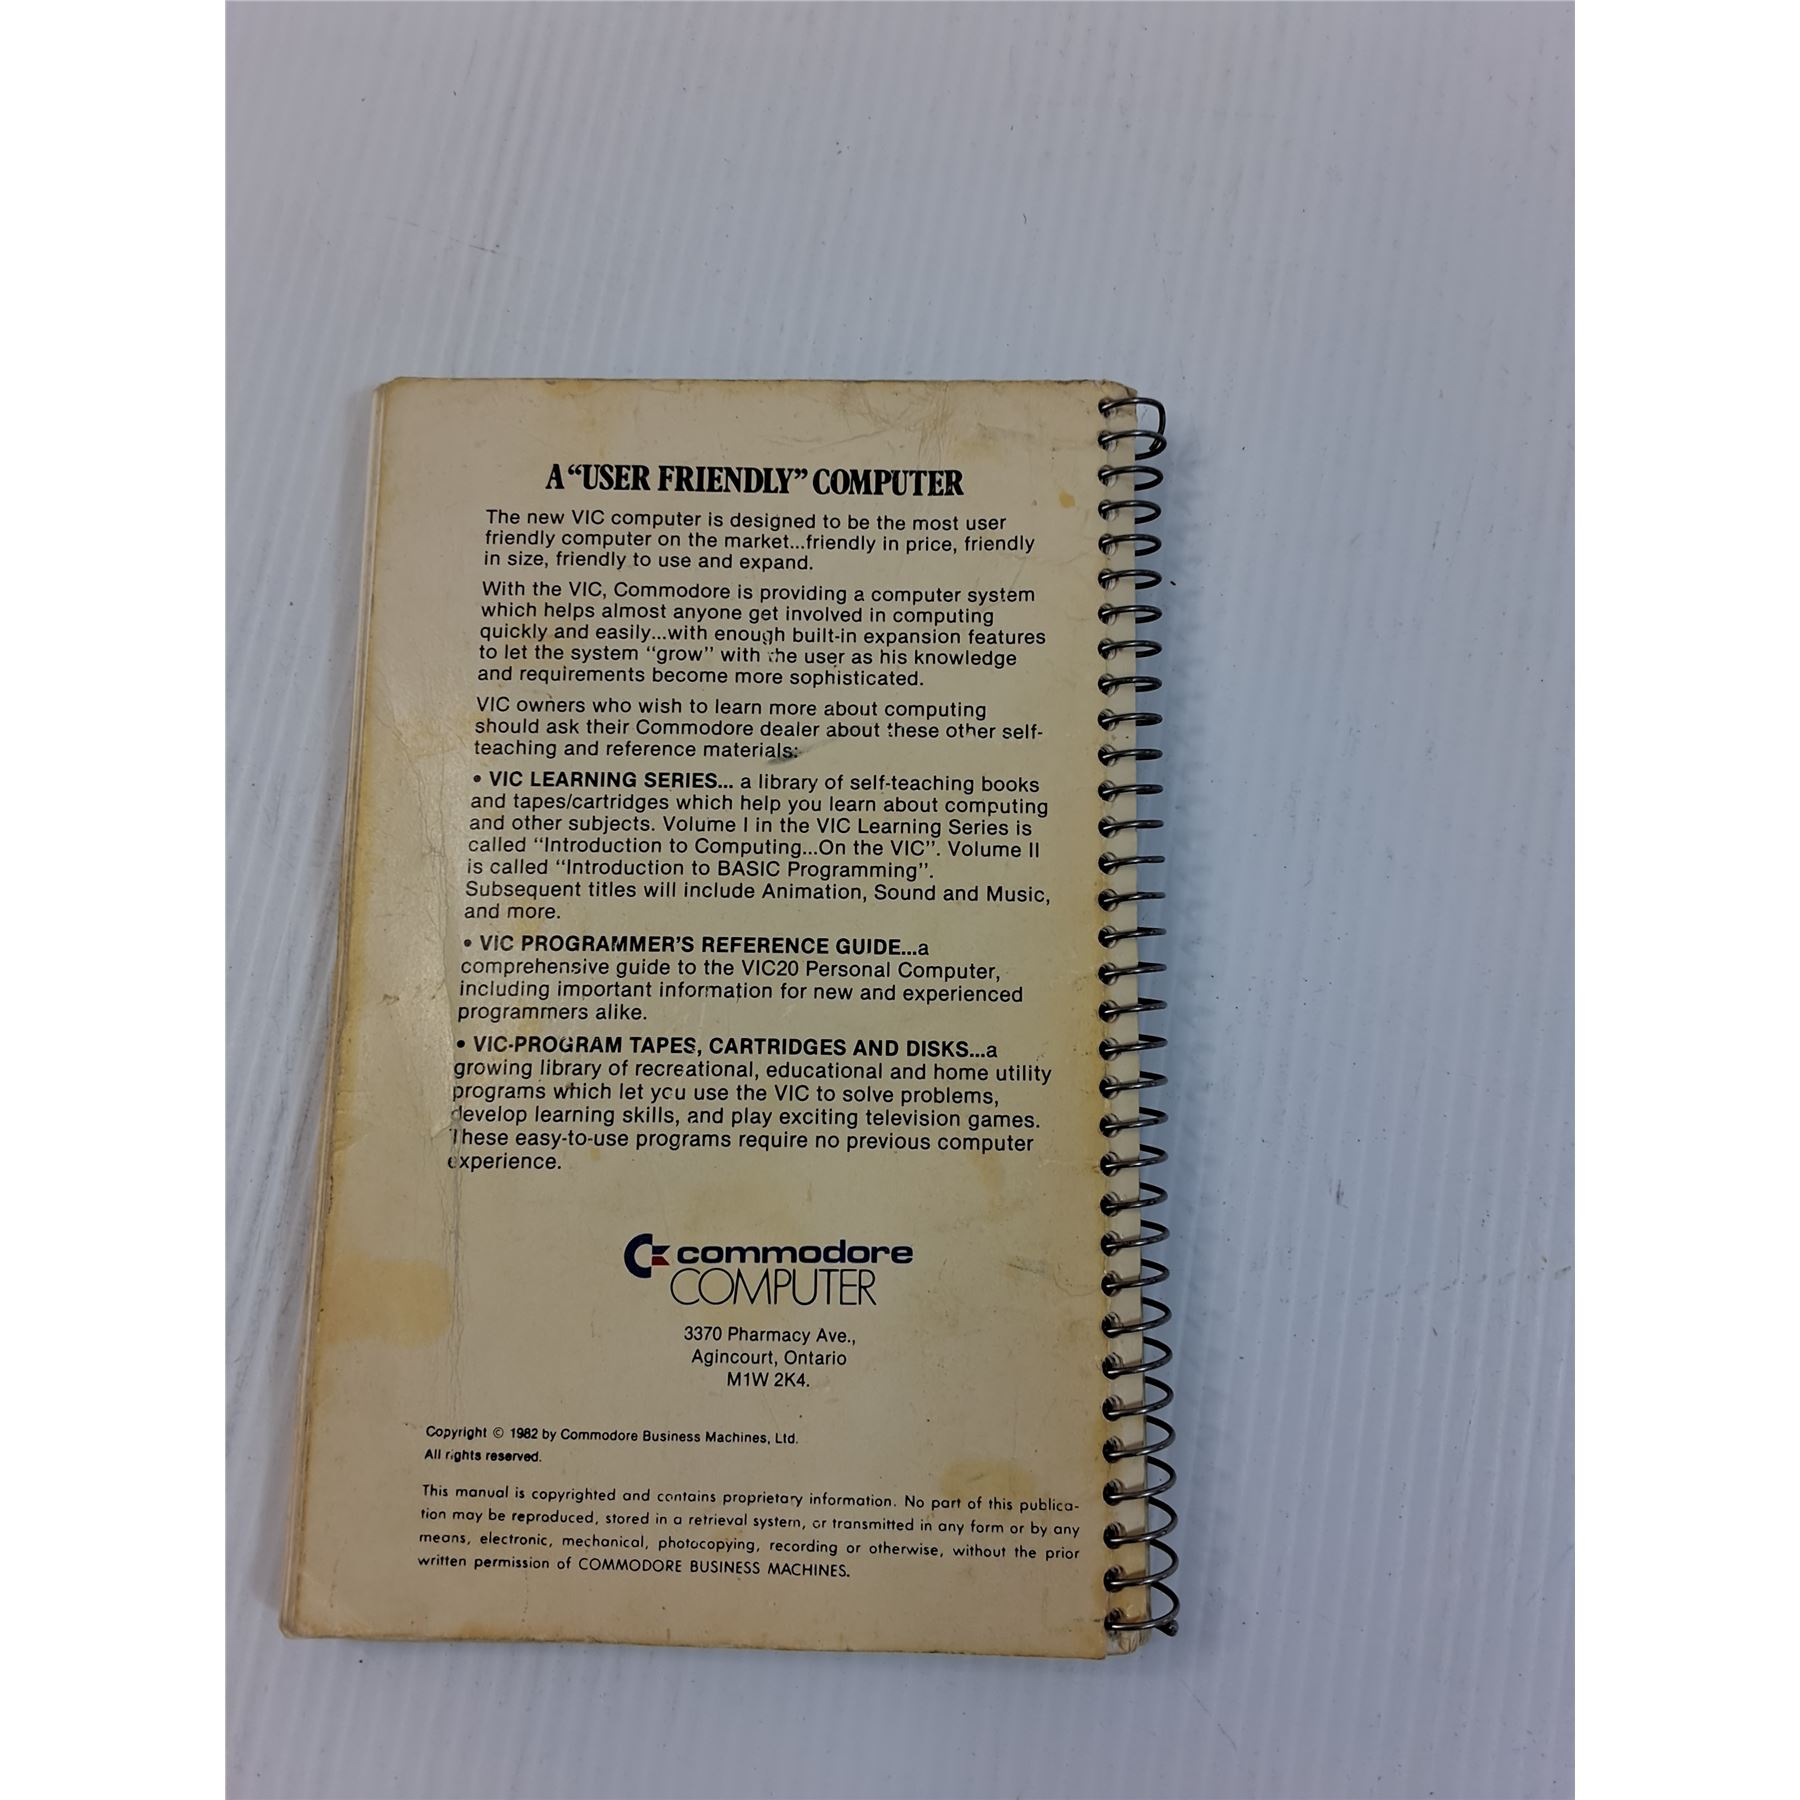 A “USER FRIENDLY” COMPUTER
The new VIC computer is designed to be the most user
friendly computer on the market...friendly in price, friendly
in size, friendly to use and expand.
With the VIC, Commodore is providing a computer system
which helps almost anyone get involved in computing
quickly and easily...with enough built-in expansion features
to let the system “grow” with the user as his knowledge
and requirements become more sophisticated.
VIC owners who wish to learn more about computing
should ask their Commodore dealer about these other self-
teaching and reference materials:
• VIC LEARNING SERIES... a library of self-teaching books
and tapes/cartridges which help you learn about computing
and other subjects. Volume I in the VIC Learning Series is
called “Introduction to Computing...On the VIC”. Volume II
is called “Introduction to BASIC Programming”.
Subsequent titles will include Animation, Sound and Music,
and more.
• VIC PROGRAMMER’S REFERENCE GUIDE...a
comprehensive guide to the VIC20 Personal Computer,
including important information for new and experienced
programmers alike.
• VIC-PROGRAM TAPES, CARTRIDGES AND DISKS...a
growing library of recreational, educational and home utility
programs which let you use the VIC to solve problems,
develop learning skills, and play exciting television games.
These easy-to-use programs require no previous computer
experience.
commodore
COMPUTER
3370 Pharmacy Ave.,
Agincourt, Ontario
M1W 2K4.
Copyright © 1982 by Commodore Business Machines, Ltd.
All rights reserved.
This manual is copyrighted and contains proprietary information. No part of this publica-
tion may be reproduced, stored in a retrieval system, or transmitted in any form or by any
means, electronic, mechanical, photocopying, recording or otherwise, without the prior
written permission of COMMODORE BUSINESS MACHINES.